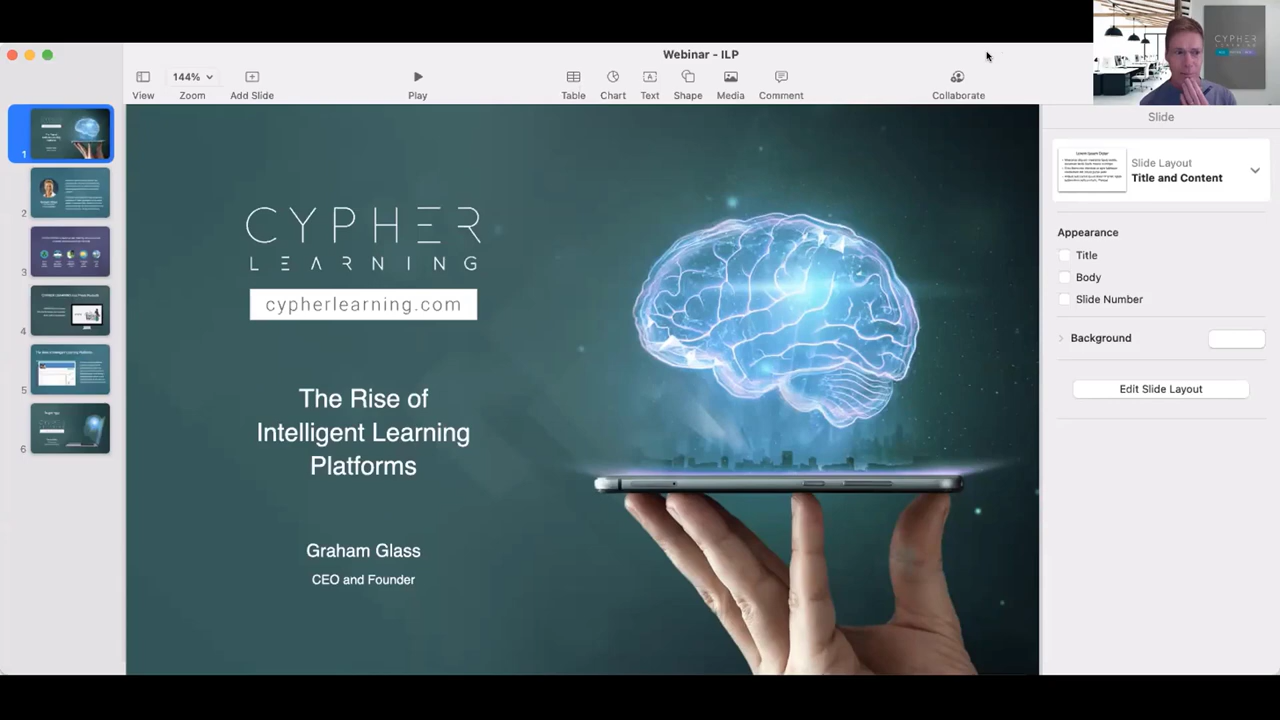 Webinar - ILP
144%
View
Zoom
Add Slide
Play
Table
Chart
Text
Shape
Media
Comment
Collaborate
CYPHER
LEARNING
Slide
1
2
3
4
5
6
CYPHER
LEARNING
cypherlearning.com
The Rise of
Intelligent Learning
Platforms
Graham Glass
CEO and Founder
Slide Layout
Title and Content
Appearance
Title
Body
Slide Number
Background
Edit Slide Layout